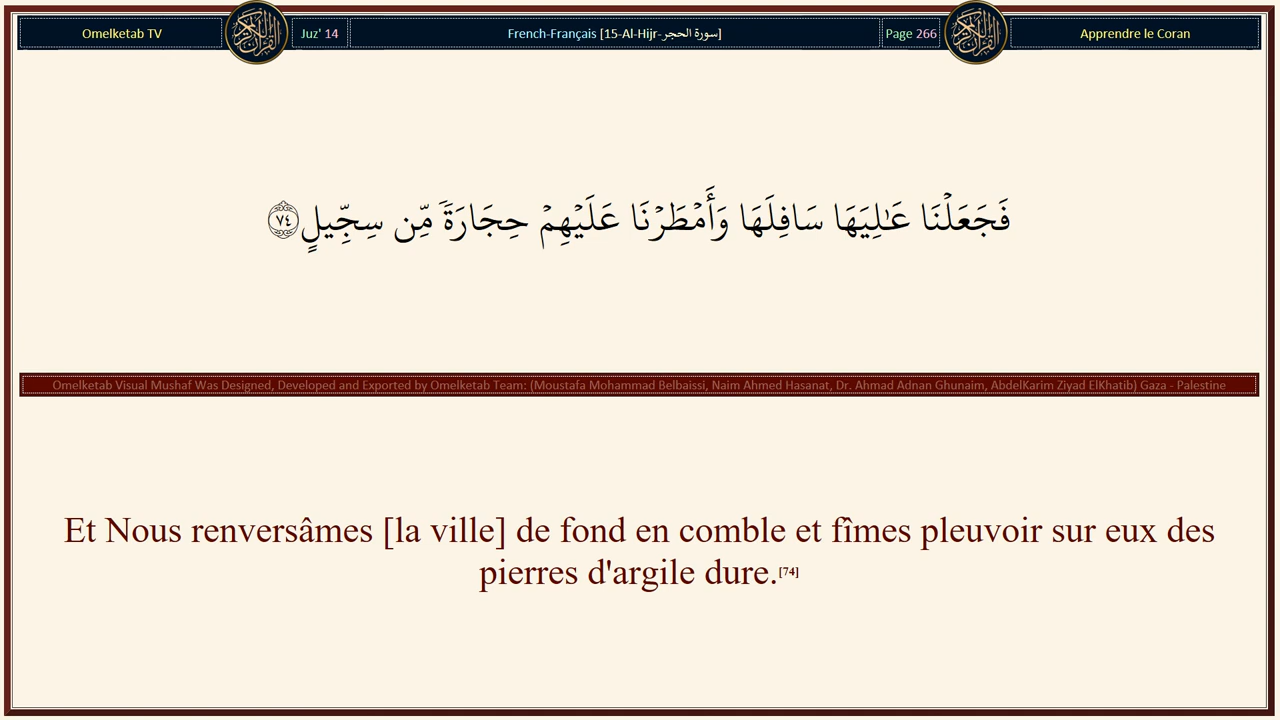 Omelketab TV
Juz' 14
French-Français [15-Al-Hijr-سورة الحجر]
Page 266
Apprendre le Coran
فَجَعَلْنَا عَٰلِيَهَا سَافِلَهَا وَأَمْطَرْنَا عَلَيْهِمْ حِجَارَةً مِّن سِجِّيلٍ ٧٤
Omelketab Visual Mushaf Was Designed, Developed and Exported by Omelketab Team: (Moustafa Mohammad Belbaissi, Naim Ahmed Hasanat, Dr. Ahmad Adnan Ghunaim, AbdelKarim Ziyad ElKhatib) Gaza - Palestine
Et Nous renversâmes [la ville] de fond en comble et fîmes pleuvoir sur eux des
pierres d'argile dure.[74]